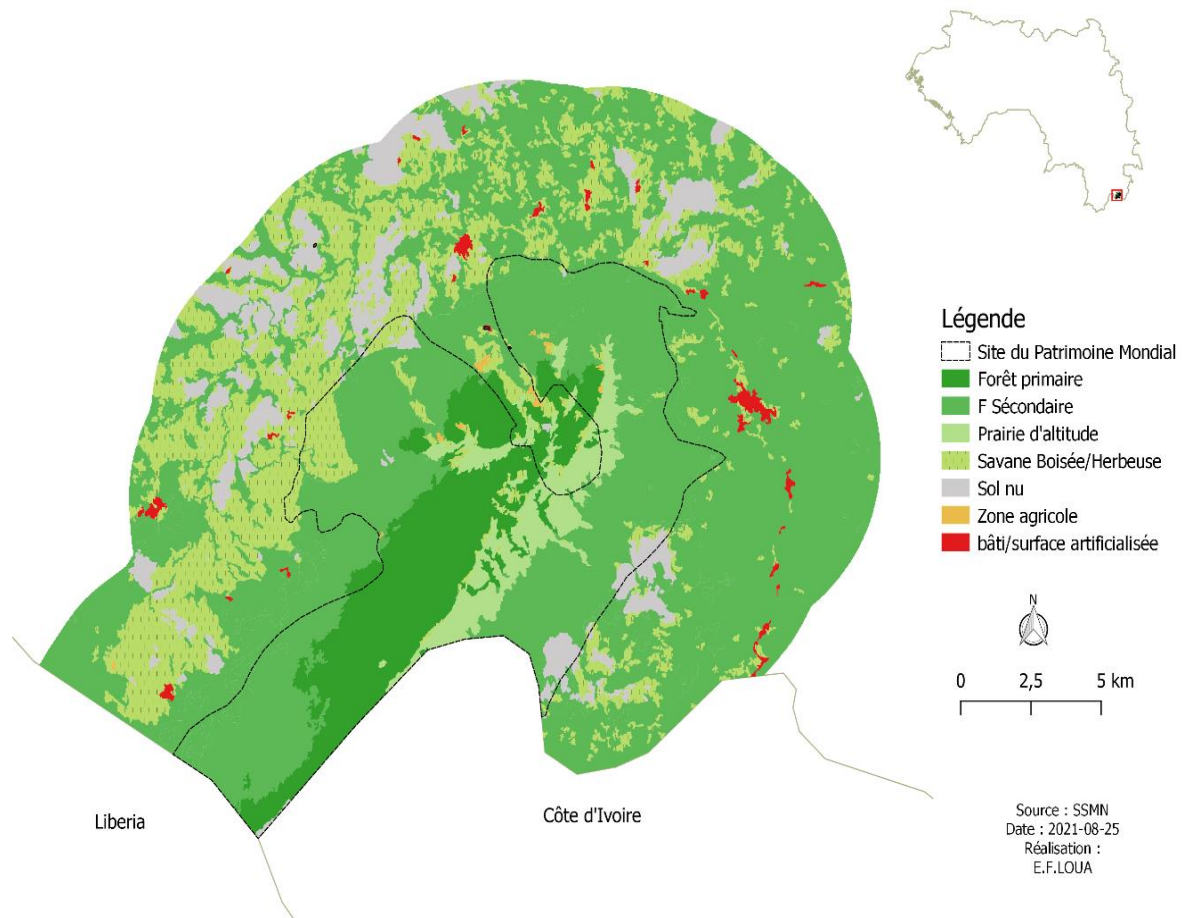 Légende
Site du Patrimoine Mondial
Forêt primaire
F Sécondaire
Prairie d'altitude
Savane Boisée/Herbeuse
Sol nu
Zone agricole
bâti/surface artificialisée
N
0 2,5 5 km
Liberia
Côte d'Ivoire
Source : SSMN
Date : 2021-08-25
Réalisation :
E.F.LOUA